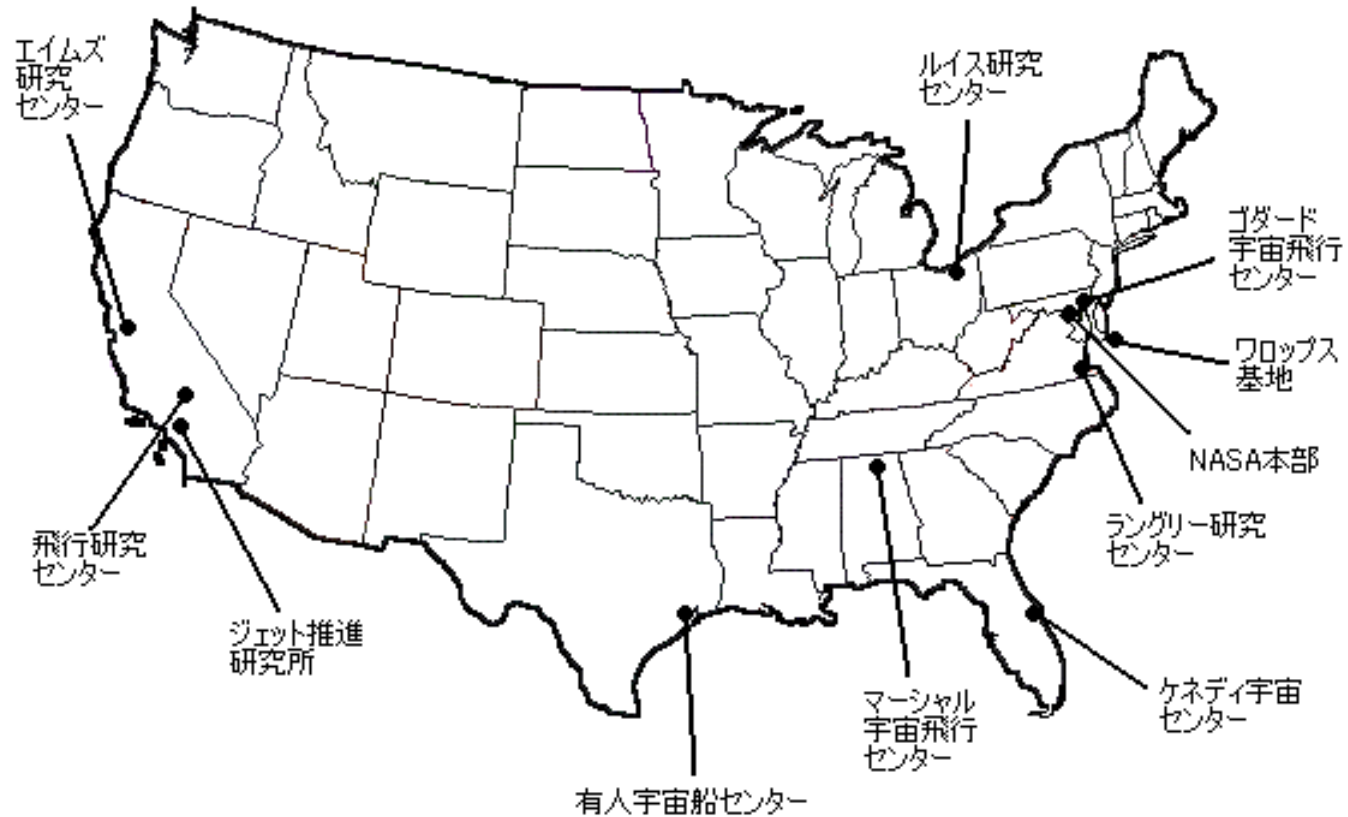 エイムズ
研究
センター
ルイス研究
センター
ゴダード
宇宙飛行
センター
ワロップス
基地
NASA本部
ラングリー研究
センター
飛行研究
センター
ジェット推進
研究所
マーシャル
宇宙飛行
センター
ケネディ宇宙
センター
有人宇宙船センター